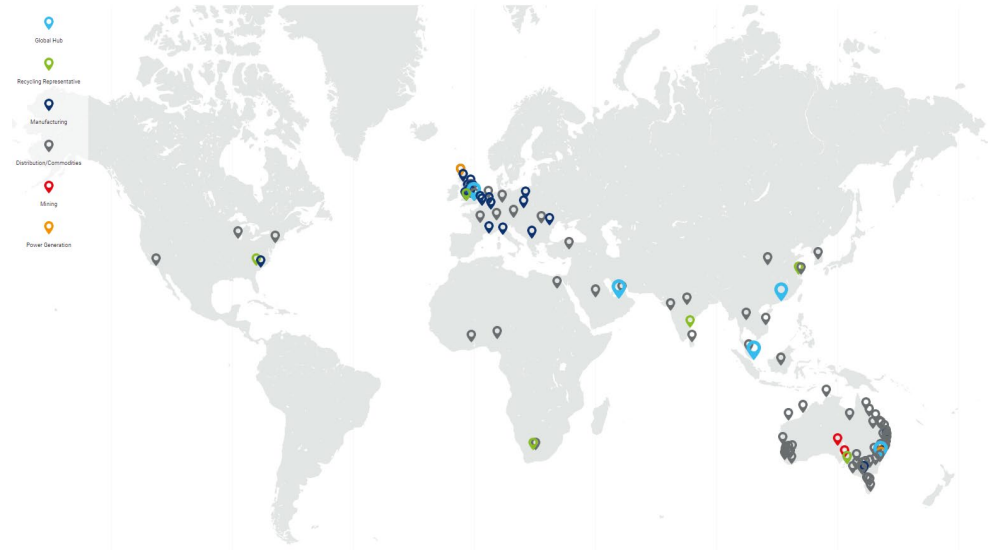 Global Hub
Recycling Representative
Manufacturing
Distribution/Commodities
Mining
Power Generation